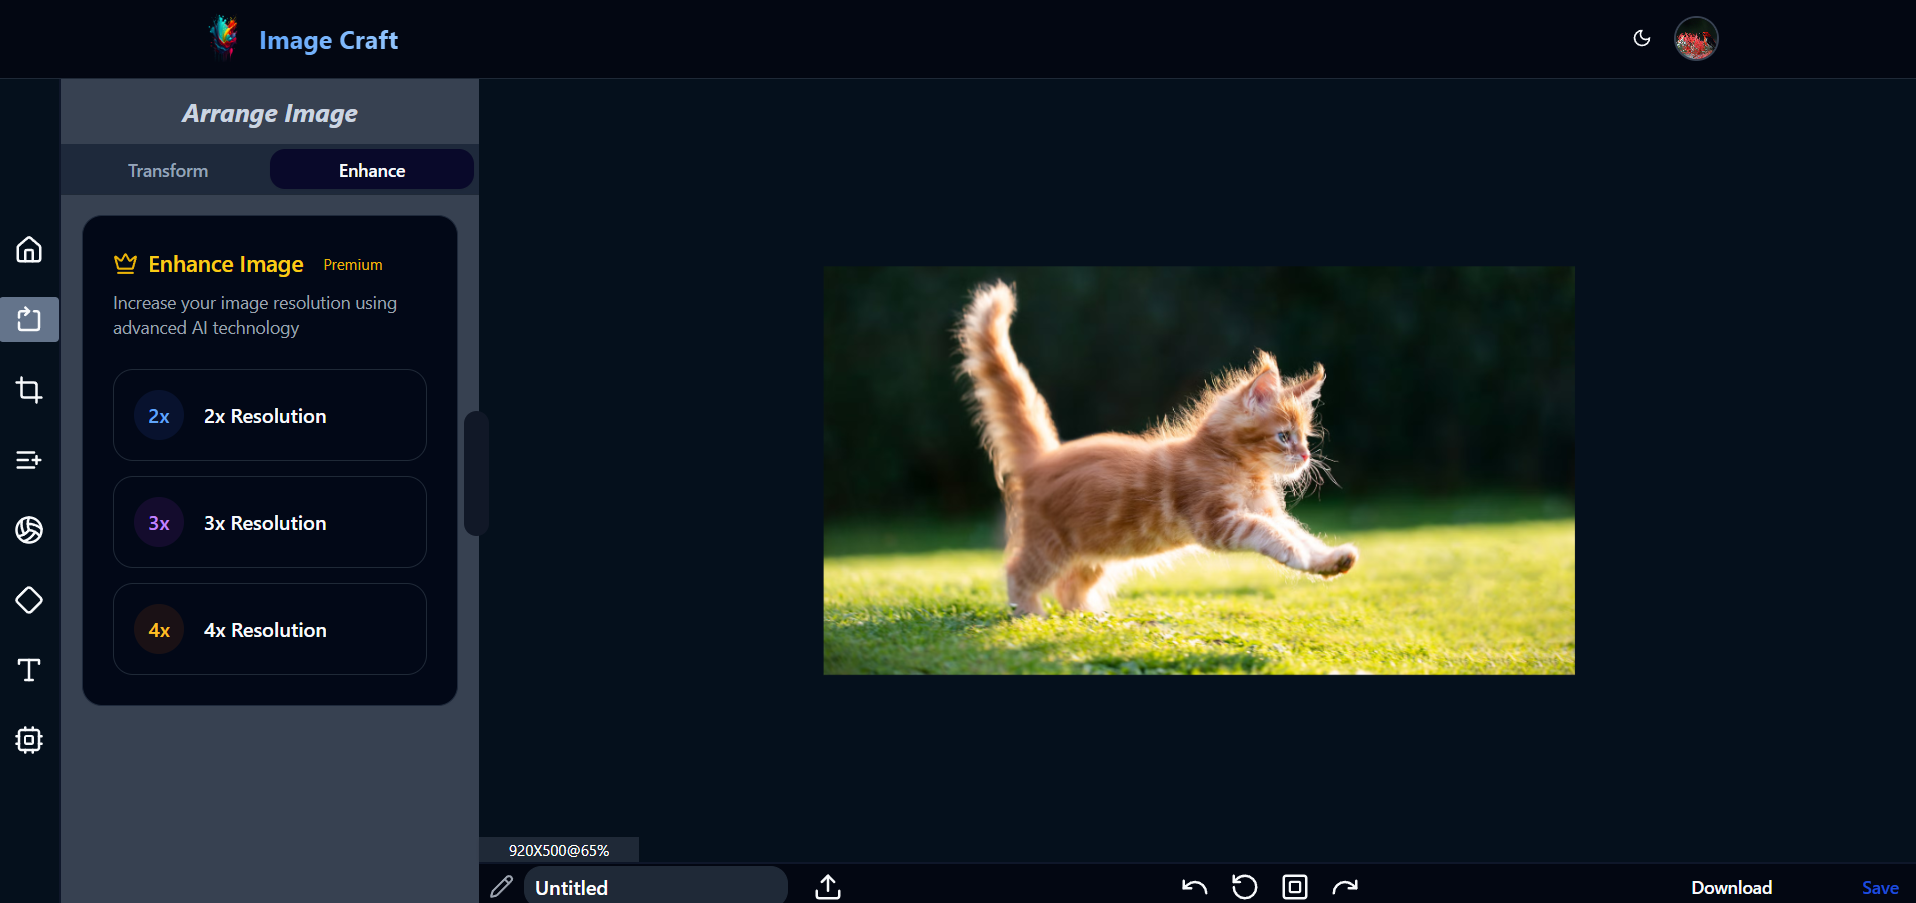 Image Craft
Arrange Image
Transform
Enhance
Enhance Image Premium
Increase your image resolution using
advanced AI technology
2x 2x Resolution
3x 3x Resolution
4x 4x Resolution
920X500@65%
Untitled
Download
Save